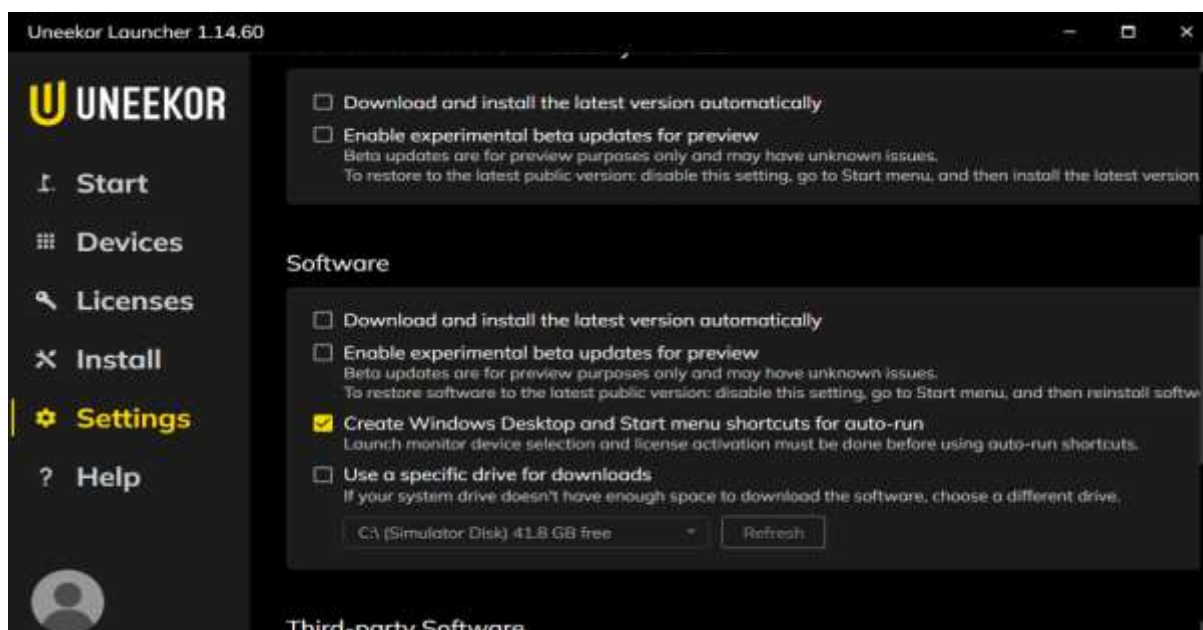 Uneekor Launcher 1.14.60
UNEEKOR
Start
Devices
Licenses
Install
Settings
? Help
Download and install the latest version automatically
Enable experimental beta updates for preview
Beta updates are for preview purposes only and may have unknown issues.
To restore to the latest public version: disable this setting, go to Start menu, and then install the latest version
Software
Download and install the latest version automatically
Enable experimental beta updates for preview
Beta updates are for preview purposes only and may have unknown issues.
To restore software to the latest public version: disable this setting, go to Start menu, and then reinstall softw
Create Windows Desktop and Start menu shortcuts for auto-run
Launch monitor device selection and license activation must be done before using auto-run shortcuts.
Use a specific drive for downloads
If your system drive doesn't have enough space to download the software, choose a different drive.
C:\ (Simulator Disk) 41.8 GB free
Refresh
Third-party Software